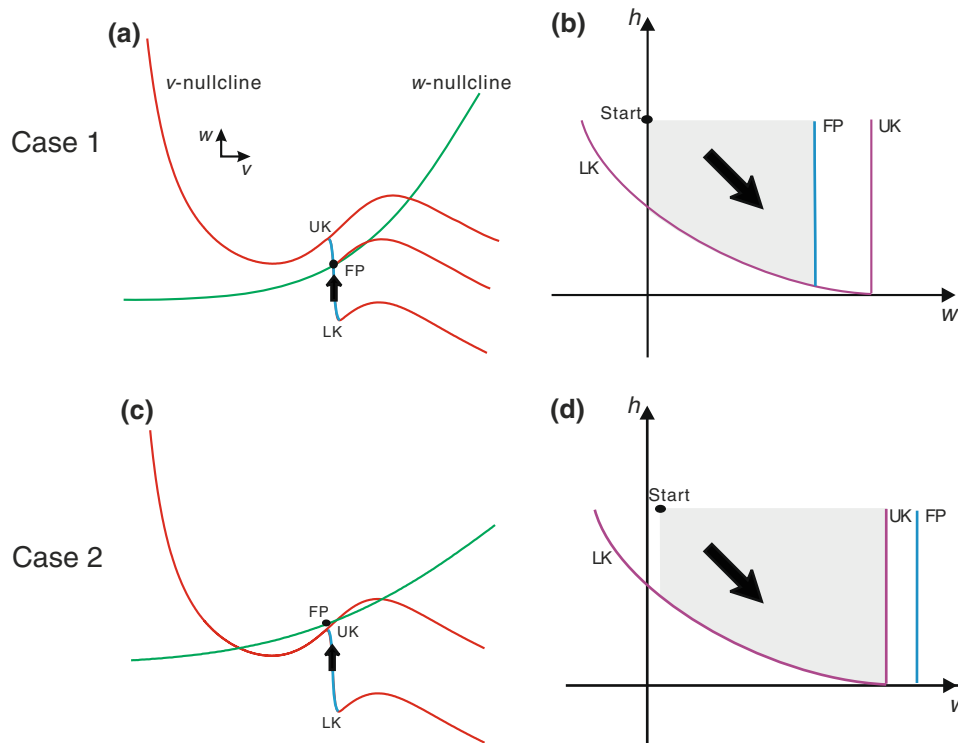 (a)
v-nullcline
w-nullcline
w
v
Case 1
UK
FP
LK
(b)
h
Start
FP
UK
LK
w
(c)
Case 2
FP
UK
LK
(d)
h
Start
UK
FP
LK
w